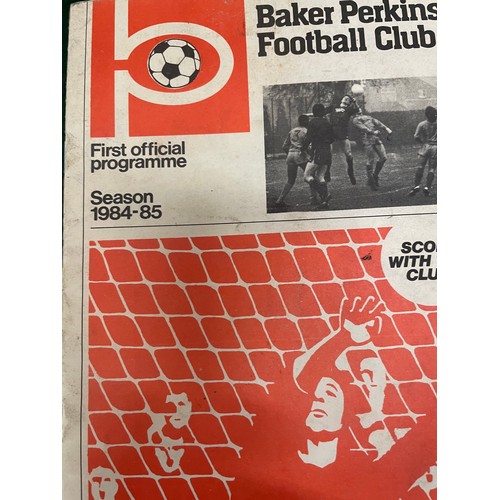 Baker Perkins
Football Club
First official
programme
Season
1984-85
SCO
WITH
CLU